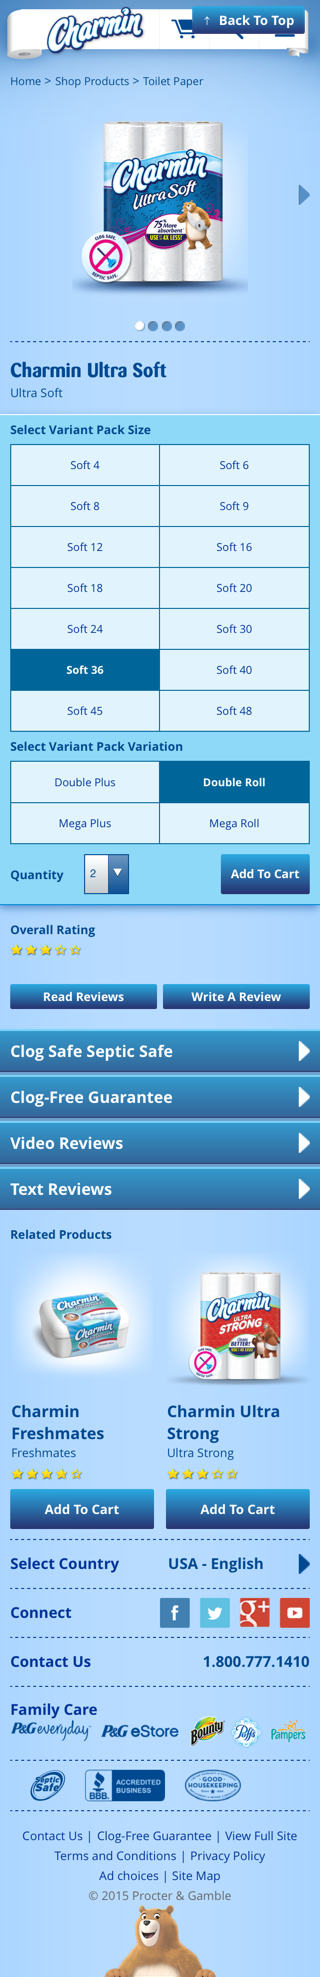 Charmin
↑ Back To Top
Home > Shop Products > Toilet Paper
Charmin
Ultra Soft
75% More
absorbent
USE UP TO 4X LESS!
CLOG SAFE
SEPTIC SAFE
Charmin Ultra Soft
Ultra Soft
Select Variant Pack Size
Soft 4
Soft 6
Soft 8
Soft 9
Soft 12
Soft 16
Soft 18
Soft 20
Soft 24
Soft 30
Soft 36
Soft 40
Soft 45
Soft 48
Select Variant Pack Variation
Double Plus
Double Roll
Mega Plus
Mega Roll
Quantity
2
Add To Cart
Overall Rating
Read Reviews
Write A Review
Clog Safe Septic Safe
Clog-Free Guarantee
Video Reviews
Text Reviews
Related Products
Charmin
Charmin
Charmin
ULTRA
STRONG
Charmin
Freshmates
Freshmates
Charmin Ultra
Strong
Ultra Strong
Add To Cart
Add To Cart
Select Country
USA - English
Connect
f
g+
Contact Us
1.800.777.1410
Family Care
P&G everyday
P&G eStore
Bounty
Puffs
Pampers
Septic
Safe
BBB
ACCREDITED
BUSINESS
GOOD
HOUSEKEEPING
Contact Us | Clog-Free Guarantee | View Full Site
Terms and Conditions | Privacy Policy
Ad choices | Site Map
© 2015 Procter & Gamble